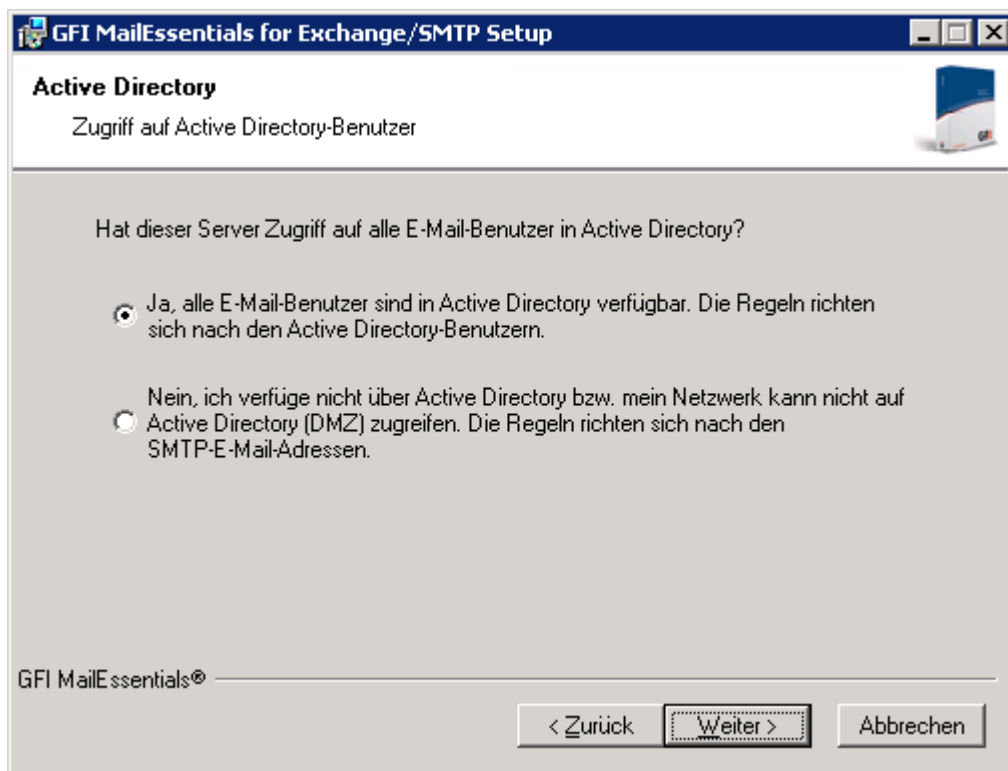 GFI MailEssentials for Exchange/SMTP Setup
Active Directory
Zugriff auf Active Directory-Benutzer
GFI
Hat dieser Server Zugriff auf alle E-Mail-Benutzer in Active Directory?
Ja, alle E-Mail-Benutzer sind in Active Directory verfügbar. Die Regeln richten
sich nach den Active Directory-Benutzern.
Nein, ich verfüge nicht über Active Directory bzw. mein Netzwerk kann nicht auf
Active Directory (DMZ) zugreifen. Die Regeln richten sich nach den
SMTP-E-Mail-Adressen.
GFI MailEssentials®
< Zurück Weiter > Abbrechen